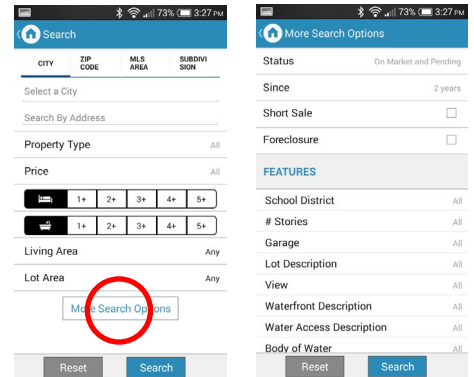 73% 3:27 PM
Search
CITY ZIP CODE MLS AREA SUBDIVI SION
Select a City
Search By Address
Property Type All
Price All
1+ 2+ 3+ 4+ 5+
1+ 2+ 3+ 4+ 5+
Living Area Any
Lot Area Any
More Search Options
Reset Search
73% 3:27 PM
More Search Options
Status On Market and Pending
Since 2 years
Short Sale
Foreclosure
FEATURES
School District All
# Stories All
Garage All
Lot Description All
View All
Waterfront Description All
Water Access Description All
Body of Water All
Reset Search